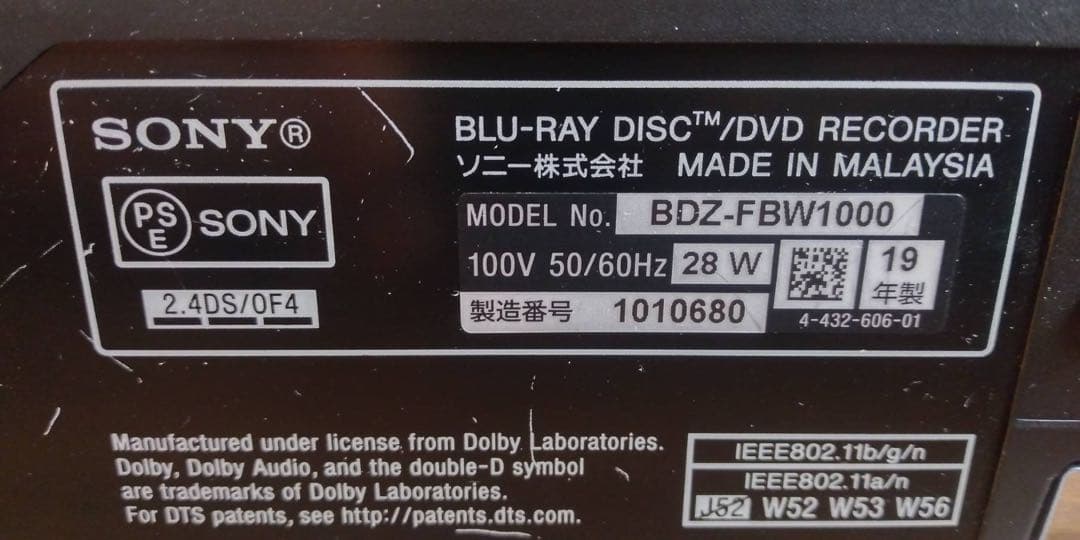 SONY®
BLU-RAY DISC™/DVD RECORDER
ソニー株式会社 MADE IN MALAYSIA
PSE SONY
MODEL No. BDZ-FBW1000
100V 50/60Hz 28 W
19年製
2.4DS/OF4
製造番号 1010680
4-432-606-01
Manufactured under license from Dolby Laboratories.
Dolby, Dolby Audio, and the double-D symbol
are trademarks of Dolby Laboratories.
For DTS patents, see http://patents.dts.com.
IEEE802.11b/g/n
IEEE802.11a/n
J52 W52 W53 W56